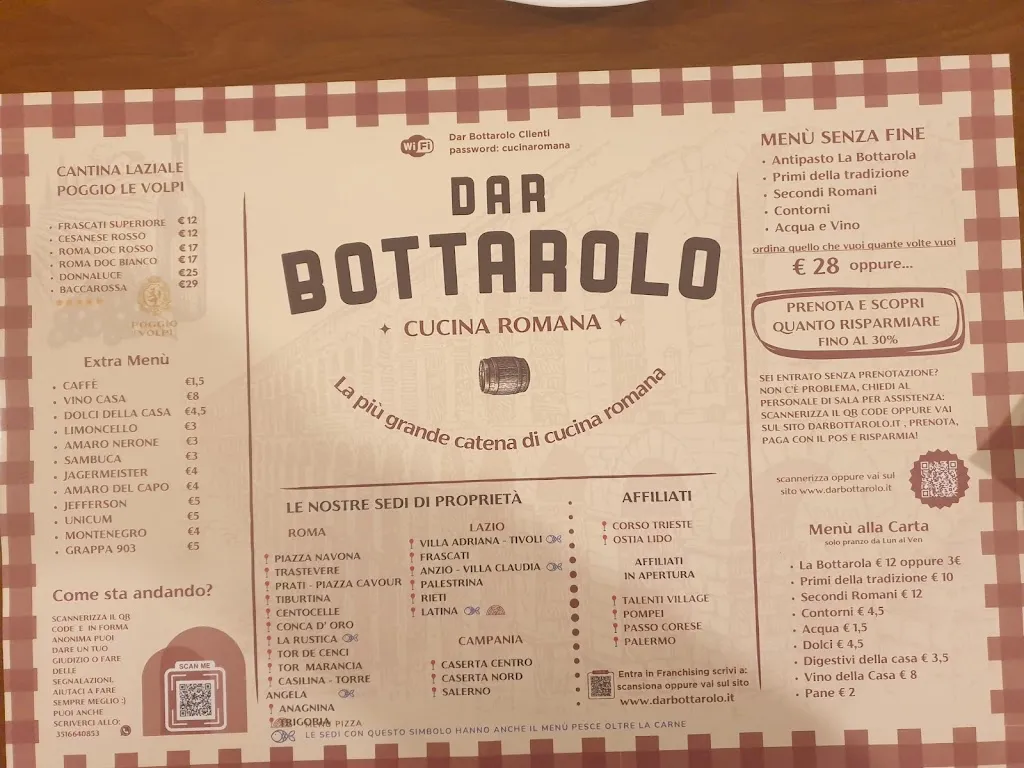 WiFi
Dar Bottarolo Clienti
password: cucinaromana
DAR
BOTTAROLO
CUCINA ROMANA
La più grande catena di cucina romana
CANTINA LAZIALE
POGGIO LE VOLPI
• FRASCATI SUPERIORE €12
• CESANESE ROSSO €12
• ROMA DOC ROSSO €17
• ROMA DOC BIANCO €17
• DONNALUCE €25
• BACCAROSSA €29
POGGIO
VOLPI
Extra Menù
• CAFFÈ €1,5
• VINO CASA €8
• DOLCI DELLA CASA €4,5
• LIMONCELLO €3
• AMARO NERONE €3
• SAMBUCA €3
• JAGERMEISTER €4
• AMARO DEL CAPO €4
• JEFFERSON €5
• UNICUM €5
• MONTENEGRO €4
• GRAPPA 903 €5
Come sta andando?
SCANNERIZZA IL QR
CODE E IN FORMA
ANONIMA PUOI
DARE UN TUO
GIUDIZIO O FARE
DELLE
SEGNALAZIONI.
AIUTACI A FARE
SEMPRE MEGLIO :)
PUOI ANCHE
SCRIVERCI ALLO:
3516640853
SCAN ME
LE NOSTRE SEDI DI PROPRIETÀ
ROMA
PIAZZA NAVONA
TRASTEVERE
PRATI - PIAZZA CAVOUR
TIBURTINA
CENTOCELLE
CONCA D' ORO
LA RUSTICA
TOR DE CENCI
TOR MARANCIA
CASILINA - TORRE
ANGELA
ANAGNINA
TRIGORIA
LAZIO
VILLA ADRIANA - TIVOLI
FRASCATI
ANZIO - VILLA CLAUDIA
PALESTRINA
RIETI
LATINA
CAMPANIA
CASERTA CENTRO
CASERTA NORD
SALERNO
PIZZA
LE SEDI CON QUESTO SIMBOLO HANNO ANCHE IL MENÙ PESCE OLTRE LA CARNE
AFFILIATI
CORSO TRIESTE
OSTIA LIDO
AFFILIATI
IN APERTURA
TALENTI VILLAGE
POMPEI
PASSO CORESE
PALERMO
Entra in Franchising scrivi a:
scansiona oppure vai sul sito
www.darbottarolo.it
MENÙ SENZA FINE
• Antipasto La Bottarola
• Primi della tradizione
• Secondi Romani
• Contorni
• Acqua e Vino
ordina quello che vuoi quante volte vuoi
€ 28 oppure...
PRENOTA E SCOPRI
QUANTO RISPARMIARE
FINO AL 30%
SEI ENTRATO SENZA PRENOTAZIONE?
NON C'È PROBLEMA, CHIEDI AL
PERSONALE DI SALA PER ASSISTENZA:
SCANNERIZZA IL QR CODE OPPURE VAI
SUL SITO DARBOTTAROLO.IT , PRENOTA,
PAGA CON IL POS E RISPARMIA!
scannerizza oppure vai sul
sito www.darbottarolo.it
Menù alla Carta
solo pranzo da Lun al Ven
• La Bottarola € 12 oppure 3€
• Primi della tradizione € 10
• Secondi Romani € 12
• Contorni € 4,5
• Acqua € 1,5
• Dolci € 4,5
• Digestivi della casa € 3,5
• Vino della Casa € 8
• Pane € 2